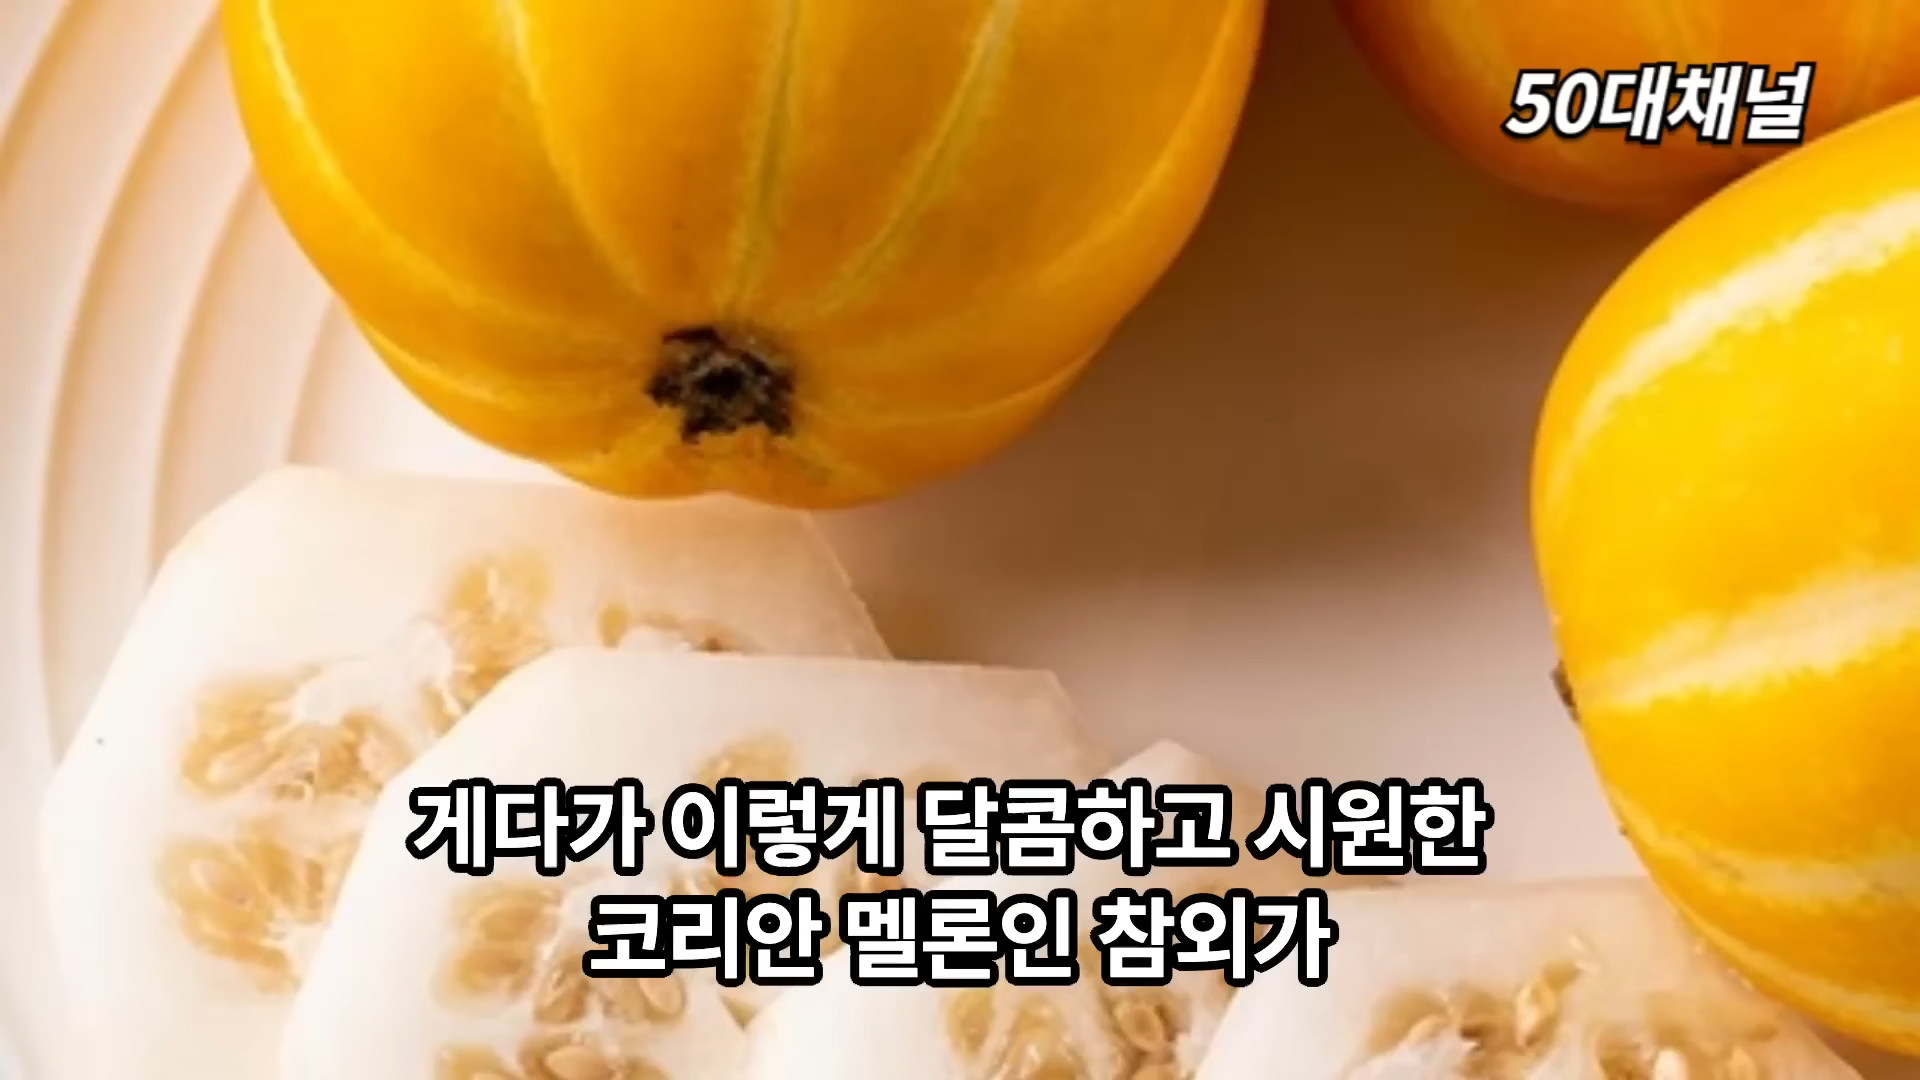 50대채널
게다가 이렇게 달콤하고 시원한
코리안 멜론인 참외가